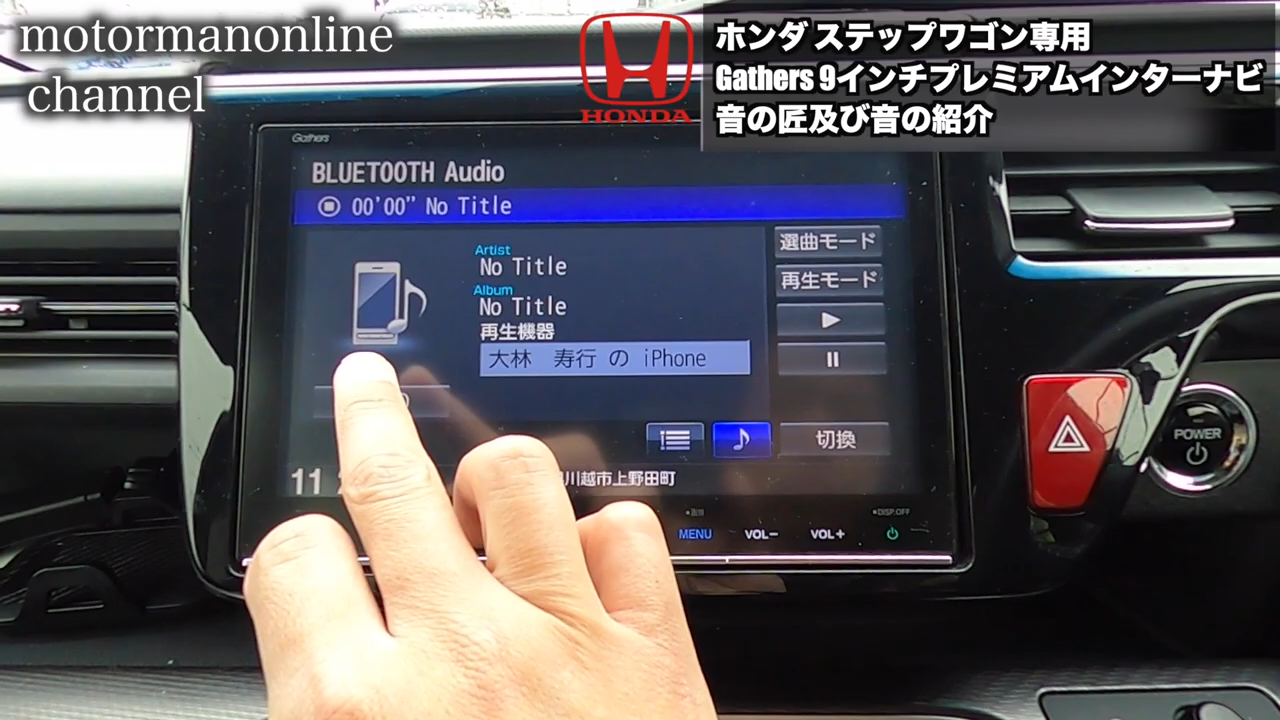 motormanonline
channel
HONDA
ホンダ ステップワゴン専用
Gathers 9インチプレミアムインターナビ
音の匠及び音の紹介
Gathers
BLUETOOTH Audio
00'00" No Title
Artist
No Title
Album
No Title
再生機器
大林 寿行 の iPhone
選曲モード
再生モード
切換
11
川越市上野田町
MENU
VOL-
VOL+
DISP.OFF
POWER